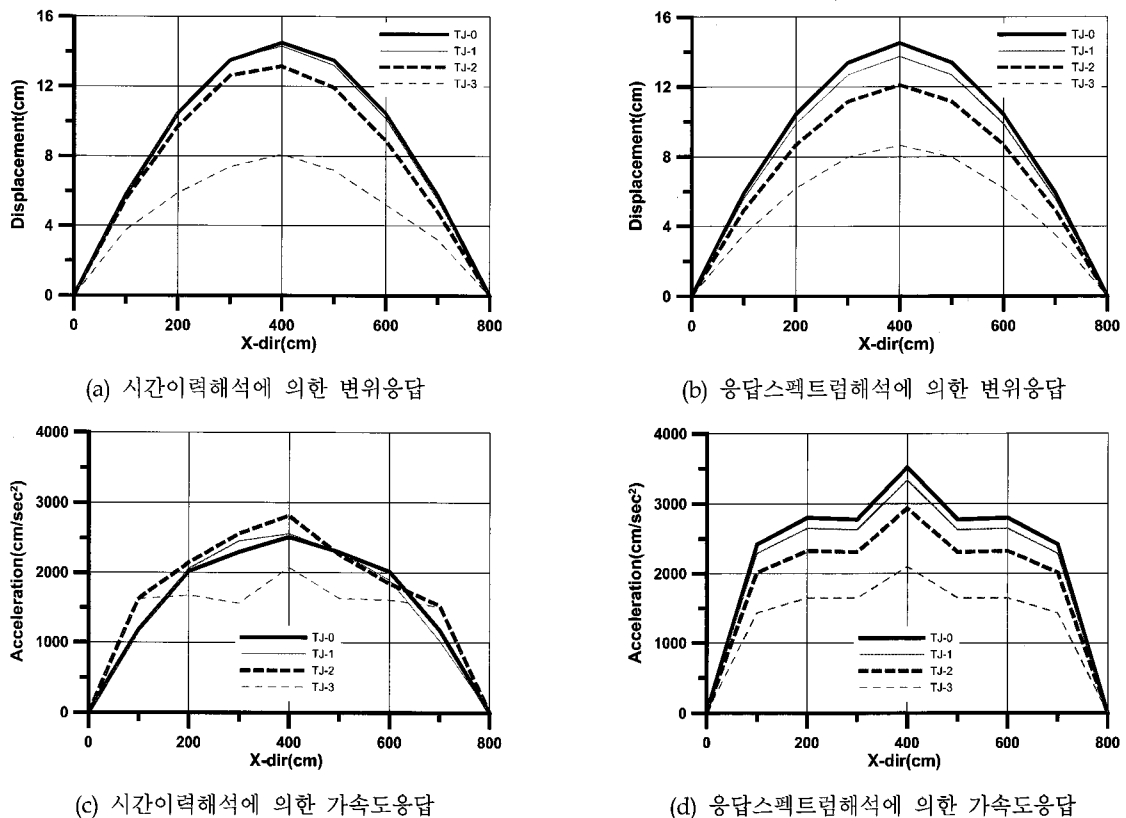 16
12
8
4
0
Displacement(cm)
TJ-0
TJ-1
TJ-2
TJ-3
0 200 400 600 800
X-dir(cm)
(a) 시간이력해석에 의한 변위응답
16
12
8
4
0
Displacement(cm)
TJ-0
TJ-1
TJ-2
TJ-3
0 200 400 600 800
X-dir(cm)
(b) 응답스펙트럼해석에 의한 변위응답
4000
3000
2000
1000
0
Acceleration(cm/sec²)
TJ-0
TJ-1
TJ-2
TJ-3
0 200 400 600 800
X-dir(cm)
(c) 시간이력해석에 의한 가속도응답
4000
3000
2000
1000
0
Acceleration(cm/sec²)
TJ-0
TJ-1
TJ-2
TJ-3
0 200 400 600 800
X-dir(cm)
(d) 응답스펙트럼해석에 의한 가속도응답